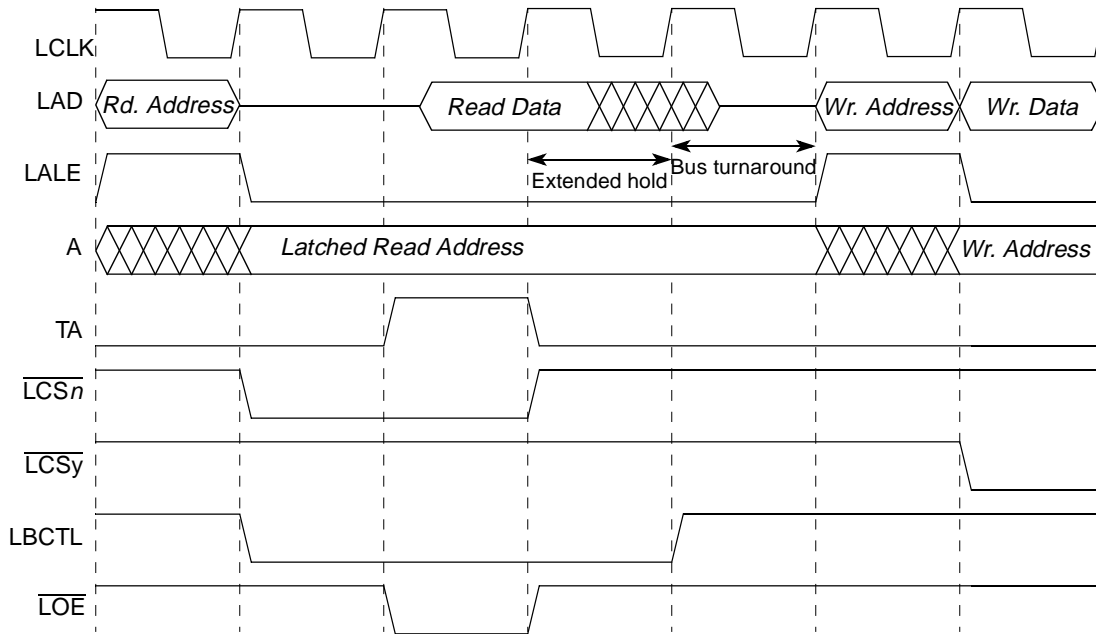 LCLK
LAD Rd. Address Read Data Wr. Address Wr. Data
LALE Extended hold Bus turnaround
A Latched Read Address Wr. Address
TA
LCSn
LCSy
LBCTL
LOE